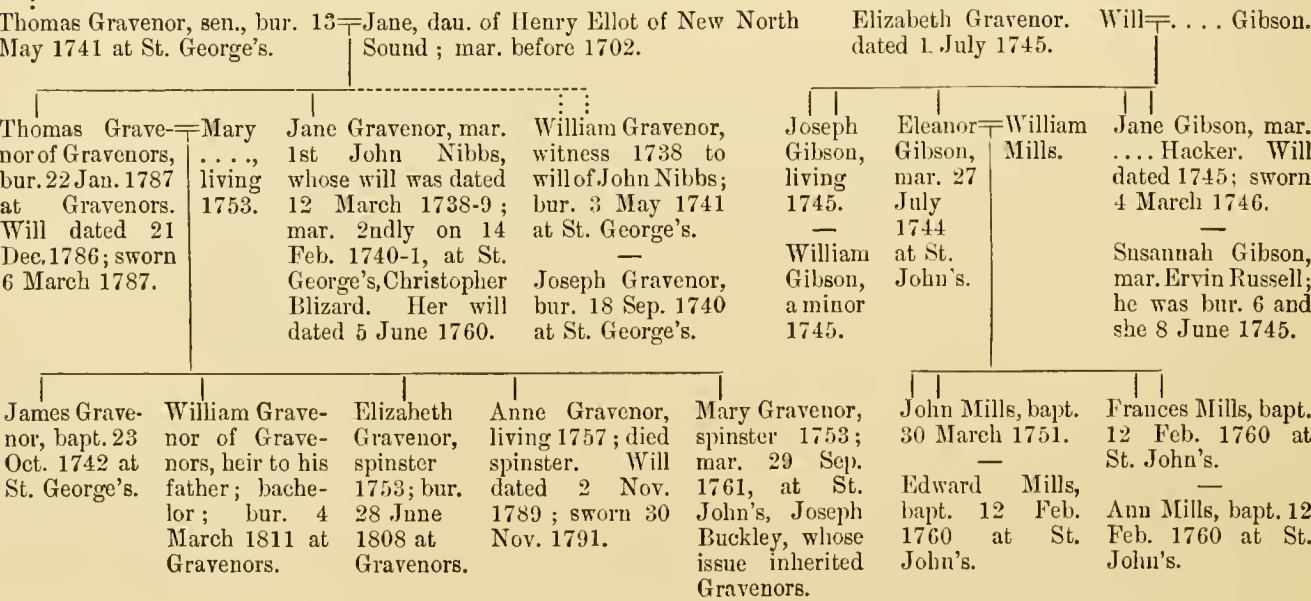 Thomas Gravenor, sen., bur. 13
May 1741 at St. George's.
Jane, dau. of Henry Ellot of New North
Sound ; mar. before 1702.
Elizabeth Gravenor. Will
dated 1 July 1745.
. . . . Gibson.
Thomas Grave-
nor of Gravenors,
bur. 22 Jan. 1787
at Gravenors.
Will dated 21
Dec. 1786; sworn
6 March 1787.
Mary
. . . .,
living
1753.
Jane Gravenor, mar.
1st John Nibbs,
whose will was dated
12 March 1738-9 ;
mar. 2ndly on 14
Feb. 1740-1, at St.
George's, Christopher
Blizard. Her will
dated 5 June 1760.
William Gravenor,
witness 1738 to
will of John Nibbs;
bur. 3 May 1741
at St. George's.
—
Joseph Gravenor,
bur. 18 Sep. 1740
at St. George's.
Joseph
Gibson,
living
1745.
—
William
Gibson,
a minor
1745.
Eleanor
Gibson,
mar. 27
July
1744
at St.
John's.
William
Mills.
Jane Gibson, mar.
. . . . Hacker. Will
dated 1745; sworn
4 March 1746.
—
Susannah Gibson,
mar. Ervin Russell;
he was bur. 6 and
she 8 June 1745.
James Grave-
nor, bapt. 23
Oct. 1742 at
St. George's.
William Grave-
nor of Grave-
nors, heir to his
father; bache-
lor ; bur. 4
March 1811 at
Gravenors.
Elizabeth
Gravenor,
spinster
1753; bur.
28 June
1808 at
Gravenors.
Anne Gravenor,
living 1757 ; died
spinster. Will
dated 2 Nov.
1789 ; sworn 30
Nov. 1791.
Mary Gravenor,
spinster 1753;
mar. 29 Sep.
1761, at St.
John's, Joseph
Buckley, whose
issue inherited
Gravenors.
John Mills, bapt.
30 March 1751.
—
Edward Mills,
bapt. 12 Feb.
1760 at St.
John's.
Frances Mills, bapt.
12 Feb. 1760 at
St. John's.
—
Ann Mills, bapt. 12
Feb. 1760 at St.
John's.